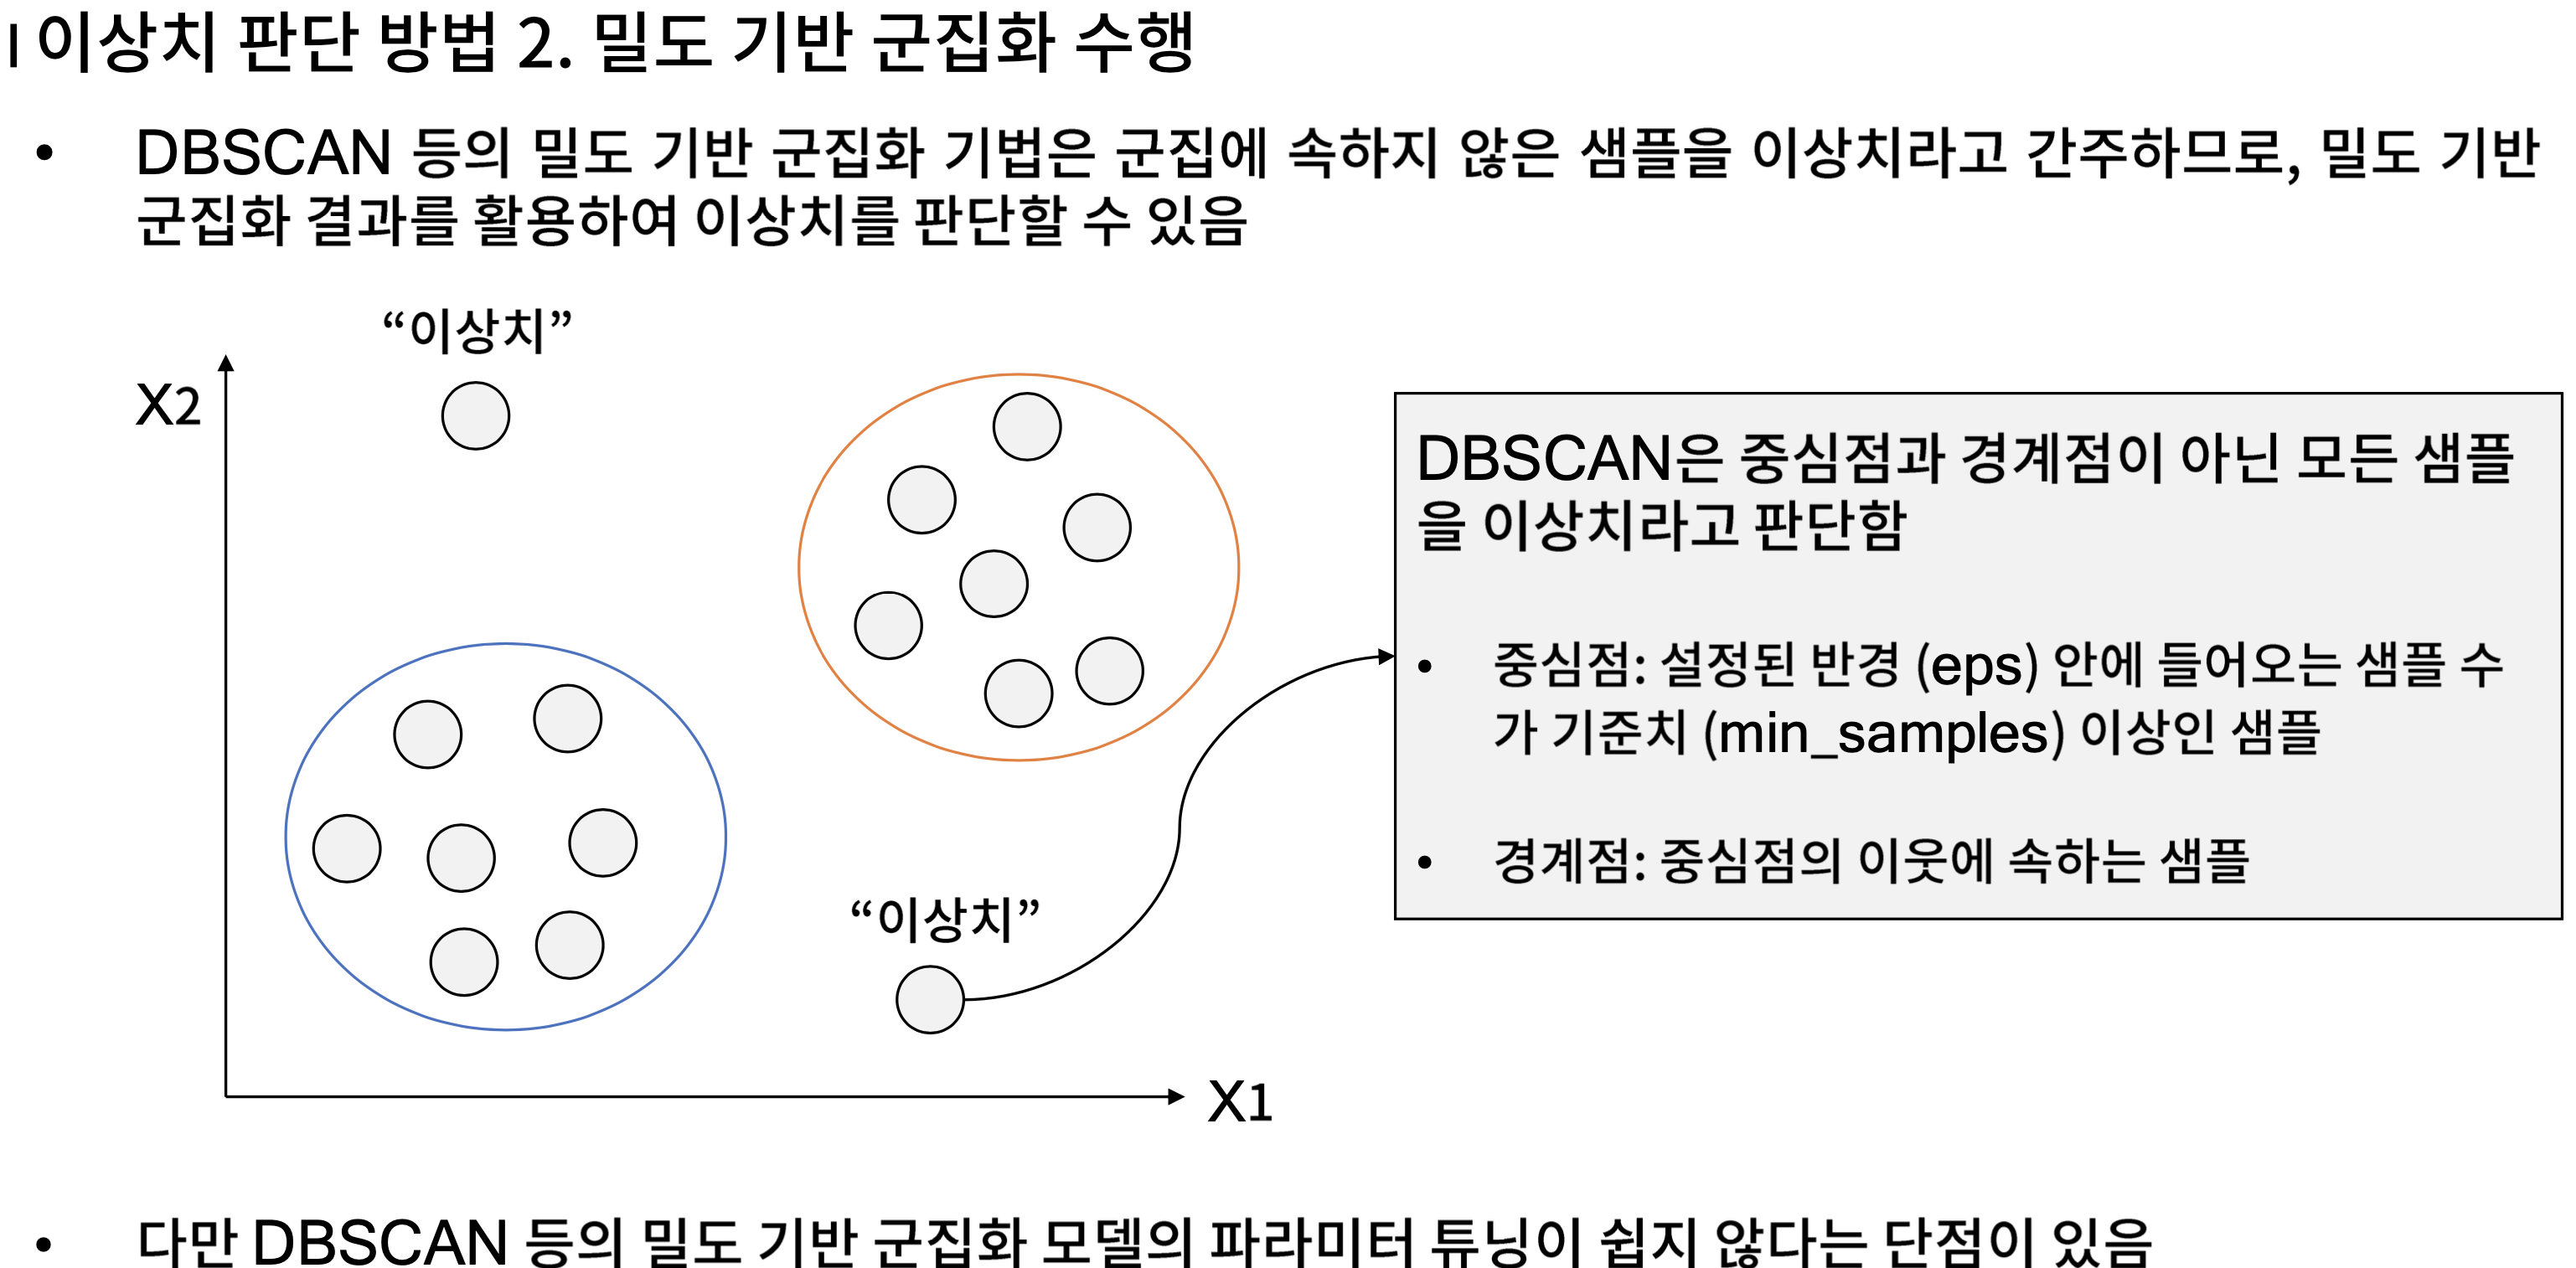 이상치 판단 방법 2. 밀도 기반 군집화 수행
• DBSCAN 등의 밀도 기반 군집화 기법은 군집에 속하지 않은 샘플을 이상치라고 간주하므로, 밀도 기반
군집화 결과를 활용하여 이상치를 판단할 수 있음
“이상치”
X2
DBSCAN은 중심점과 경계점이 아닌 모든 샘플
을 이상치라고 판단함
• 중심점: 설정된 반경 (eps) 안에 들어오는 샘플 수
가 기준치 (min_samples) 이상인 샘플
• 경계점: 중심점의 이웃에 속하는 샘플
“이상치”
X1
• 다만 DBSCAN 등의 밀도 기반 군집화 모델의 파라미터 튜닝이 쉽지 않다는 단점이 있음